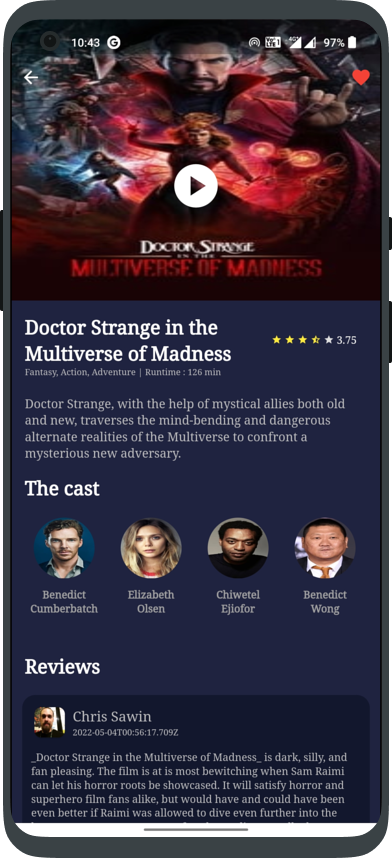 10:43 G 97%
DOCTOR STRANGE
IN THE
MULTIVERSE OF MADNESS
Doctor Strange in the
Multiverse of Madness
3.75
Fantasy, Action, Adventure | Runtime : 126 min
Doctor Strange, with the help of mystical allies both old
and new, traverses the mind-bending and dangerous
alternate realities of the Multiverse to confront a
mysterious new adversary.
The cast
Benedict
Cumberbatch
Elizabeth
Olsen
Chiwetel
Ejiofor
Benedict
Wong
Reviews
Chris Sawin
2022-05-04T00:56:17.709Z
_Doctor Strange in the Multiverse of Madness_ is dark, silly, and
fan pleasing. The film is at is most bewitching when Sam Raimi
can let his horror roots be showcased. It will satisfy horror and
superhero film fans alike, but would have and could have been
even better if Raimi was allowed to dive even further into the